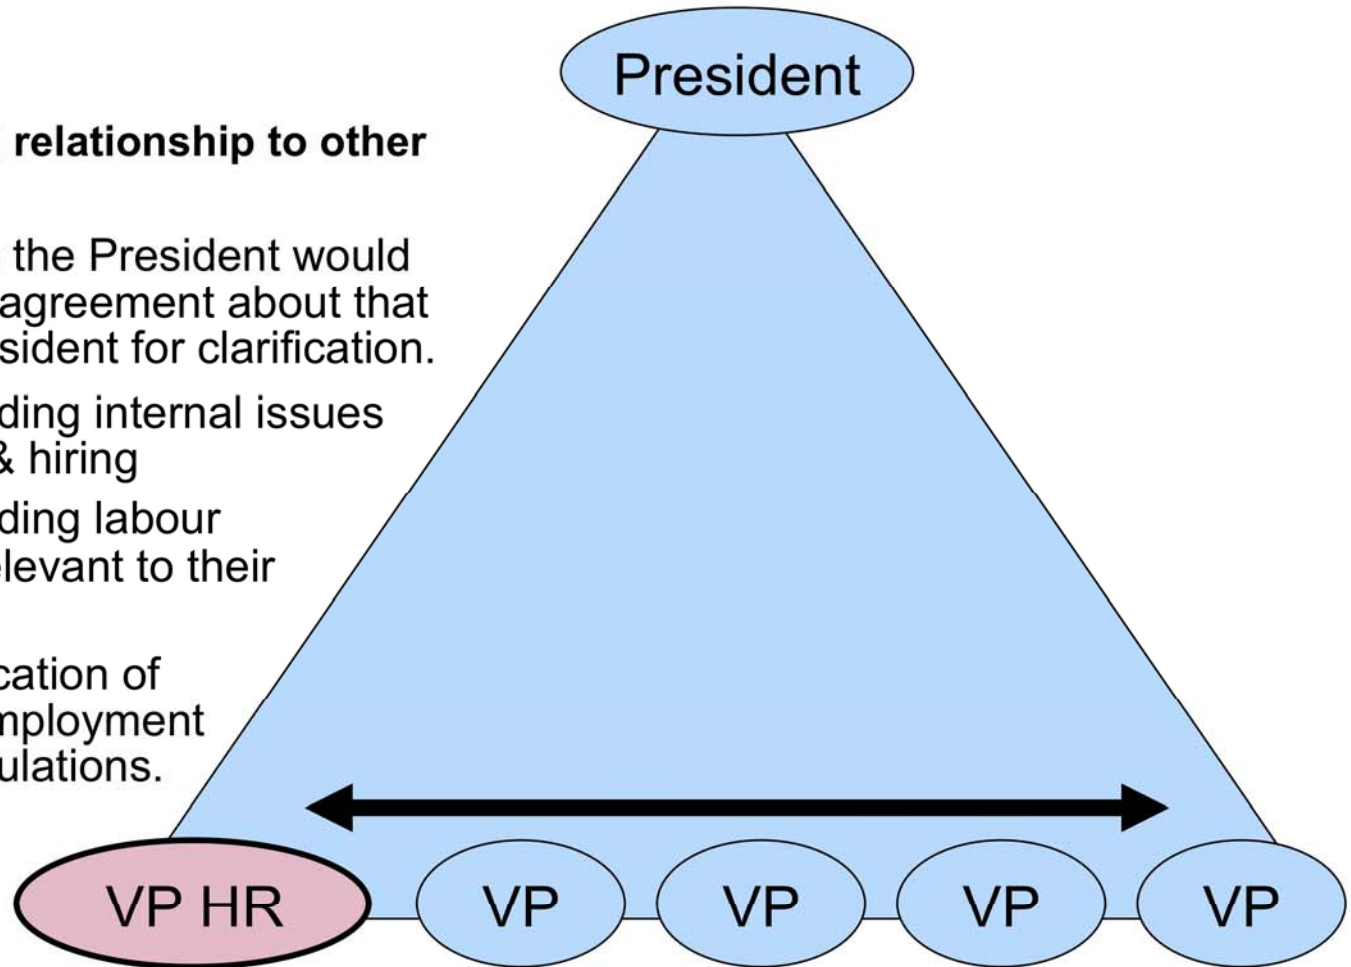 President
relationship to other
the President would
agreement about that
sident for clarification.
ding internal issues
& hiring
ding labour
elevant to their
cation of
mployment
ulations.
VP HR
VP
VP
VP
VP